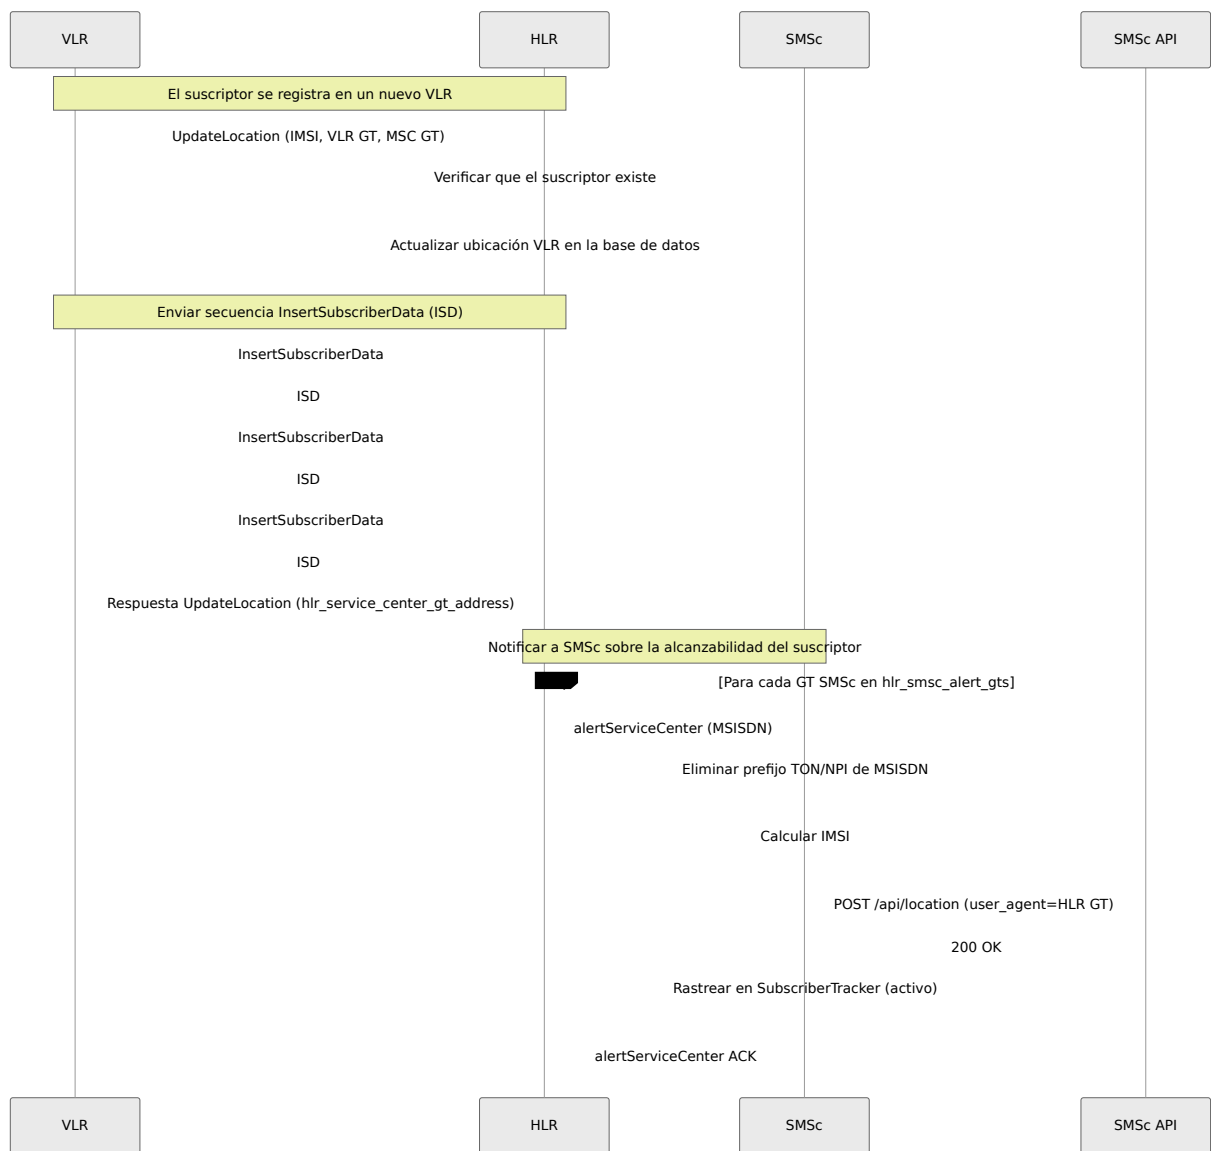 VLR
HLR
SMSc
SMSc API
El suscriptor se registra en un nuevo VLR
UpdateLocation (IMSI, VLR GT, MSC GT)
Verificar que el suscriptor existe
Actualizar ubicación VLR en la base de datos
Enviar secuencia InsertSubscriberData (ISD)
InsertSubscriberData
ISD
InsertSubscriberData
ISD
InsertSubscriberData
ISD
Respuesta UpdateLocation (hlr_service_center_gt_address)
Notificar a SMSc sobre la alcanzabilidad del suscriptor
[Para cada GT SMSc en hlr_smsc_alert_gts]
alertServiceCenter (MSISDN)
Eliminar prefijo TON/NPI de MSISDN
Calcular IMSI
POST /api/location (user_agent=HLR GT)
200 OK
Rastrear en SubscriberTracker (activo)
alertServiceCenter ACK
VLR
HLR
SMSc
SMSc API